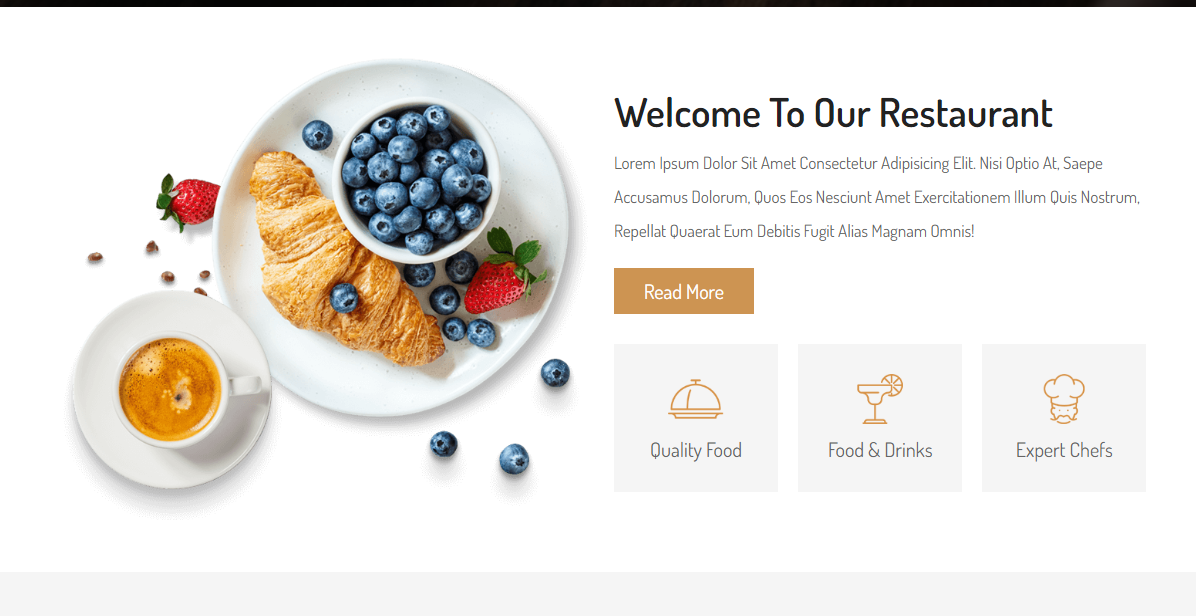 Welcome To Our Restaurant
Lorem Ipsum Dolor Sit Amet Consectetur Adipisicing Elit. Nisi Optio At, Saepe
Accusamus Dolorum, Quos Eos Nesciunt Amet Exercitationem Illum Quis Nostrum,
Repellat Quaerat Eum Debitis Fugit Alias Magnam Omnis!
Read More
Quality Food
Food & Drinks
Expert Chefs